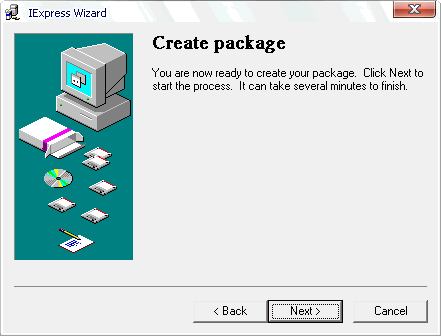 IExpress Wizard
Create package
You are now ready to create your package.  Click Next to
start the process.  It can take several minutes to finish.
< Back
Next >
Cancel